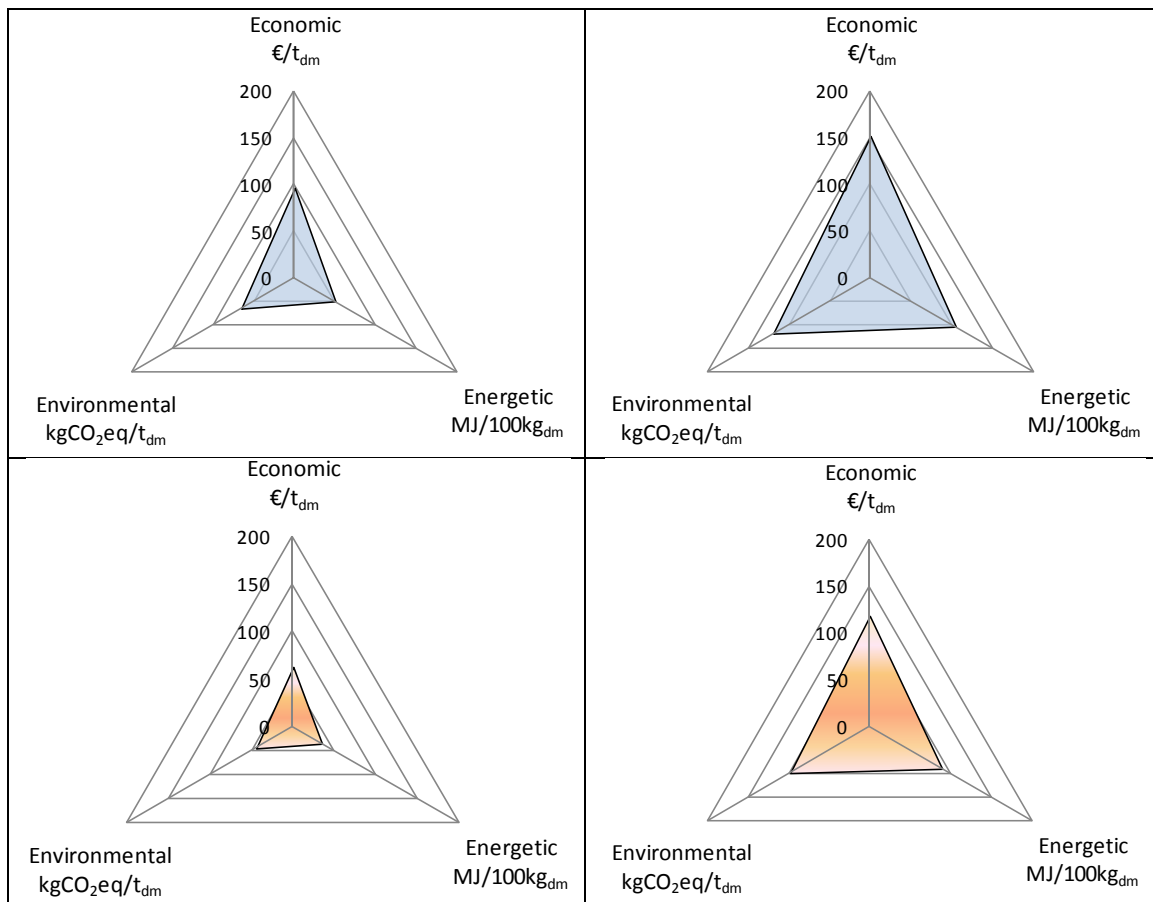 Economic
€/tdm
200
150
100
50
0
Environmental
kgCO2eq/tdm
Energetic
MJ/100kgdm
Economic
€/tdm
200
150
100
50
0
Environmental
kgCO2eq/tdm
Energetic
MJ/100kgdm
Economic
€/tdm
200
150
100
50
0
Environmental
kgCO2eq/tdm
Energetic
MJ/100kgdm
Economic
€/tdm
200
150
100
50
0
Environmental
kgCO2eq/tdm
Energetic
MJ/100kgdm